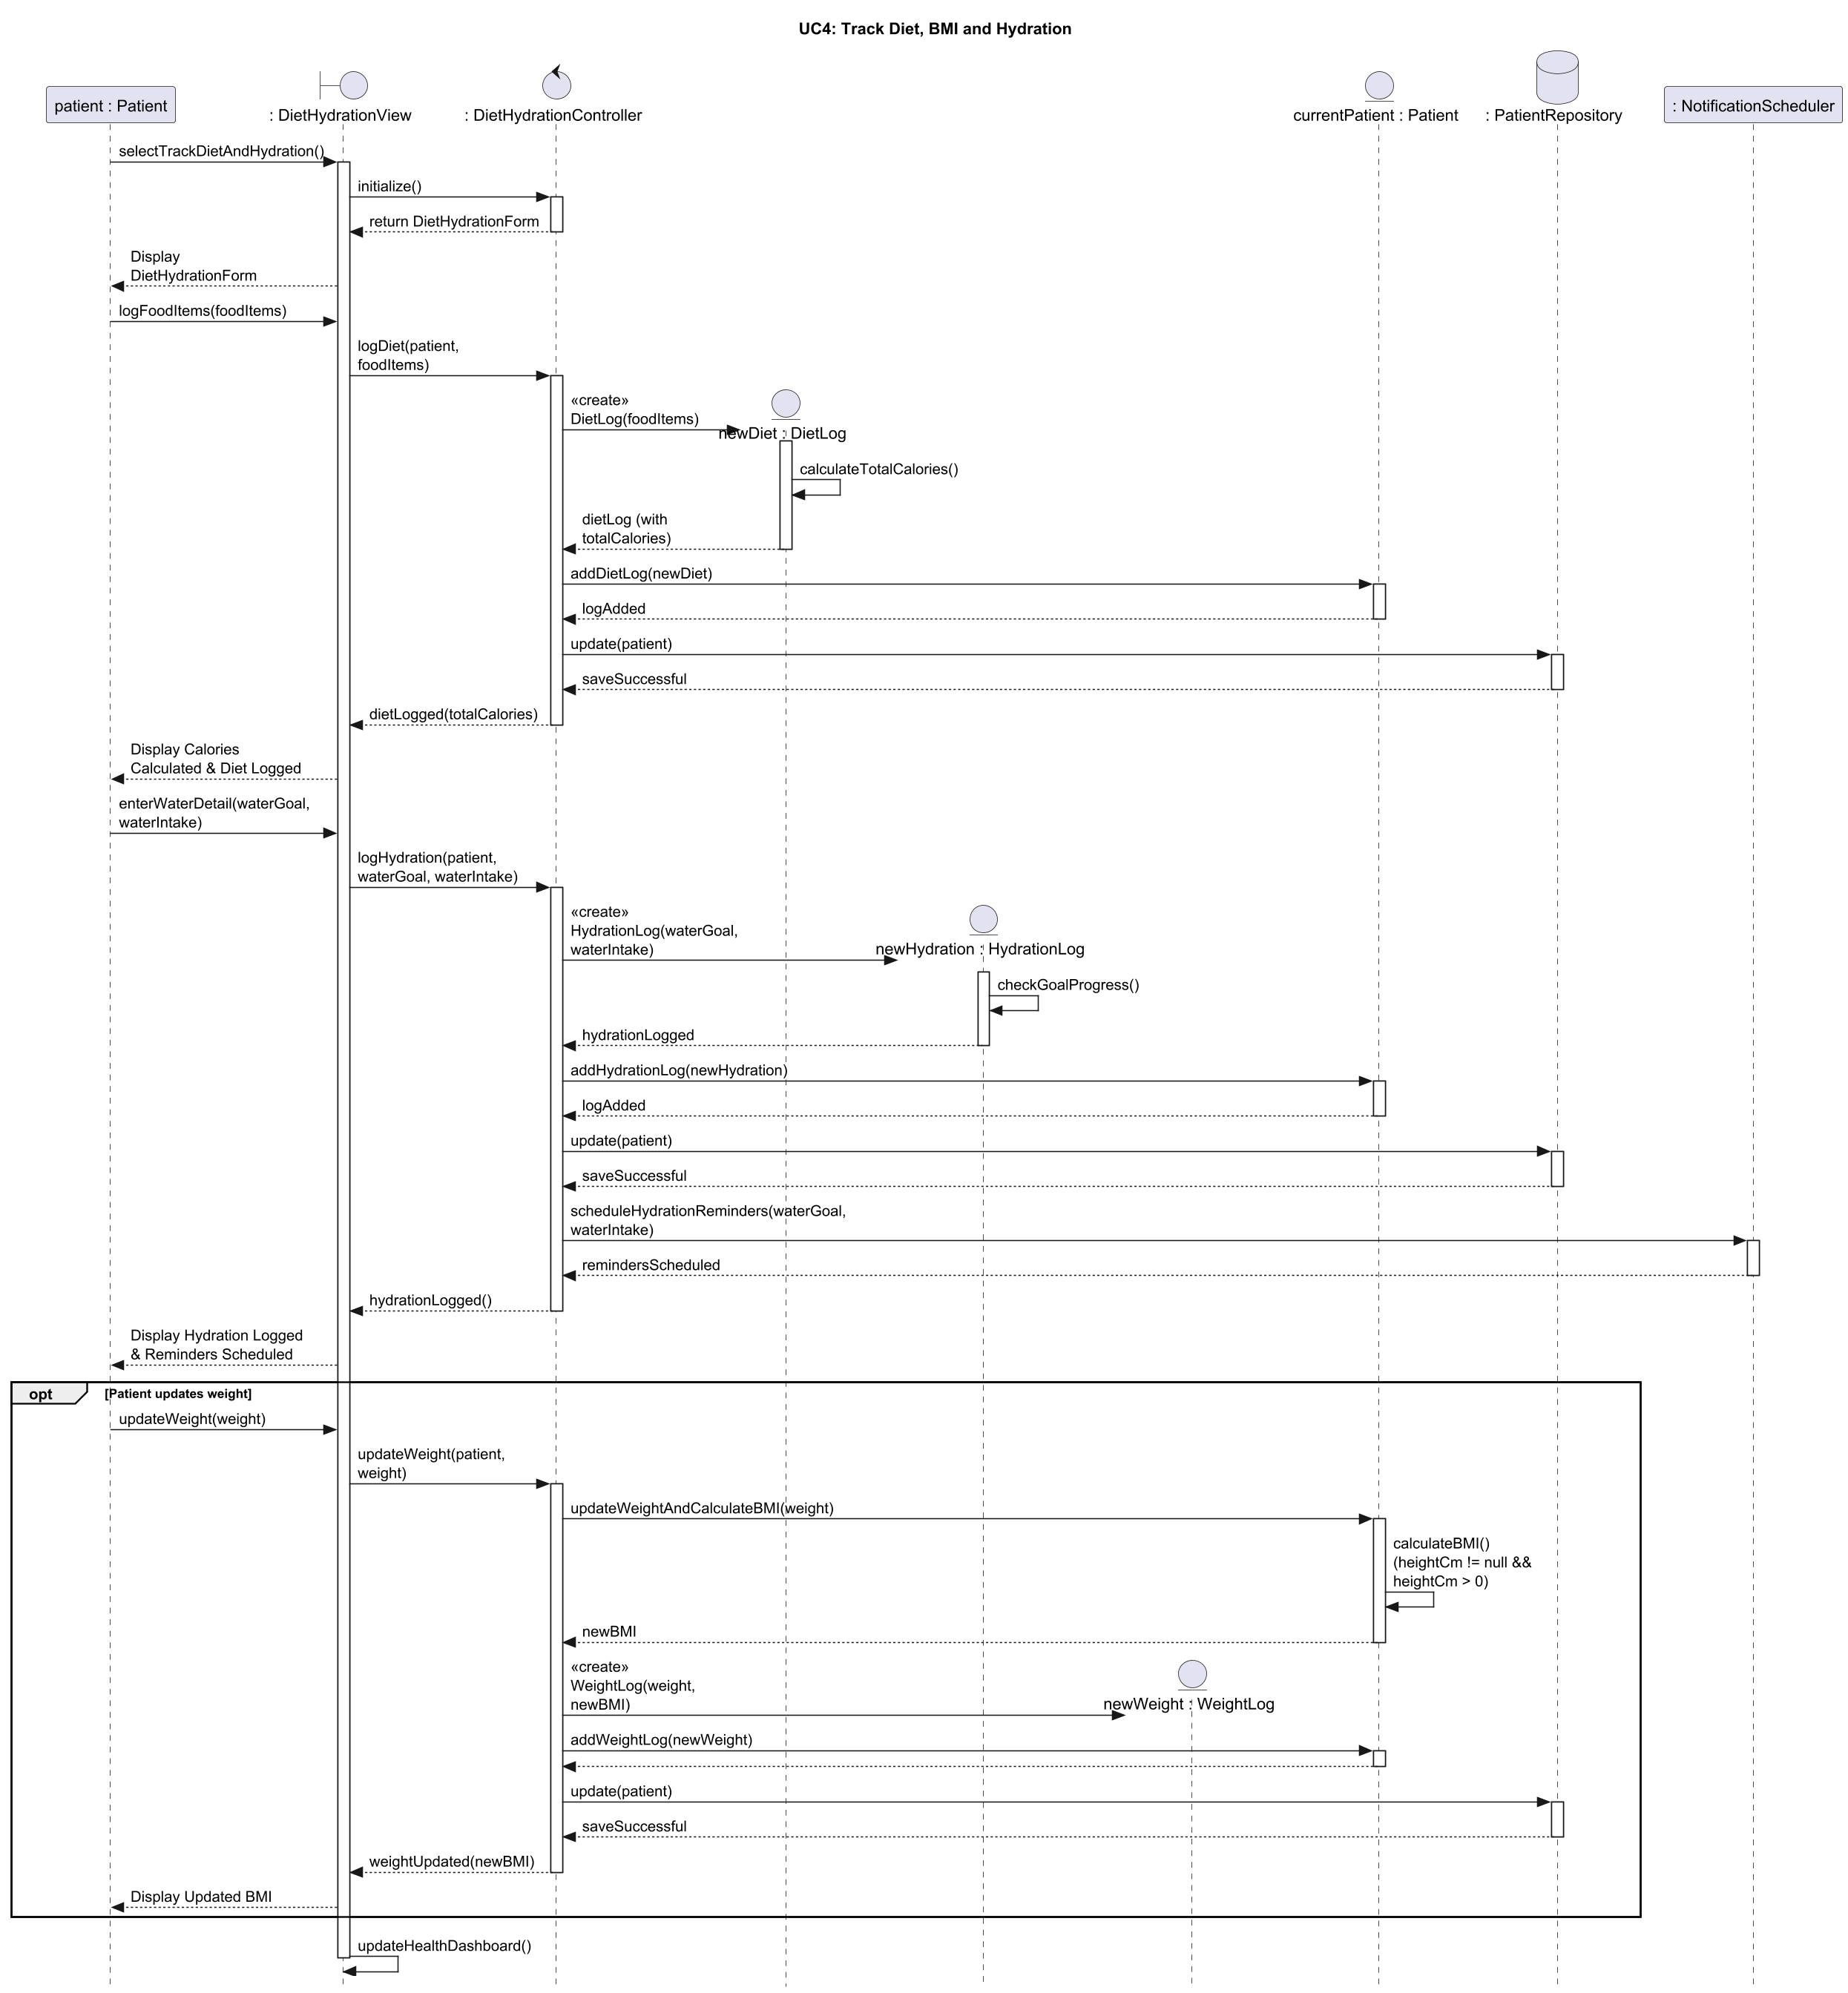 UC4: Track Diet, BMI and Hydration
patient : Patient
: DietHydrationView
: DietHydrationController
currentPatient : Patient
: PatientRepository
: NotificationScheduler
selectTrackDietAndHydration()
initialize()
return DietHydrationForm
Display
DietHydrationForm
logFoodItems(foodItems)
logDiet(patient,
foodItems)
«create»
DietLog(foodItems)
newDiet : DietLog
calculateTotalCalories()
dietLog (with
totalCalories)
addDietLog(newDiet)
logAdded
update(patient)
saveSuccessful
dietLogged(totalCalories)
Display Calories
Calculated & Diet Logged
enterWaterDetail(waterGoal,
waterIntake)
logHydration(patient,
waterGoal, waterIntake)
«create»
HydrationLog(waterGoal,
waterIntake)
newHydration : HydrationLog
checkGoalProgress()
hydrationLogged
addHydrationLog(newHydration)
logAdded
update(patient)
saveSuccessful
scheduleHydrationReminders(waterGoal,
waterIntake)
remindersScheduled
hydrationLogged()
Display Hydration Logged
& Reminders Scheduled
opt [Patient updates weight]
updateWeight(weight)
updateWeight(patient,
weight)
updateWeightAndCalculateBMI(weight)
calculateBMI()
(heightCm != null &&
heightCm > 0)
newBMI
«create»
WeightLog(weight,
newBMI)
newWeight : WeightLog
addWeightLog(newWeight)
update(patient)
saveSuccessful
weightUpdated(newBMI)
Display Updated BMI
updateHealthDashboard()